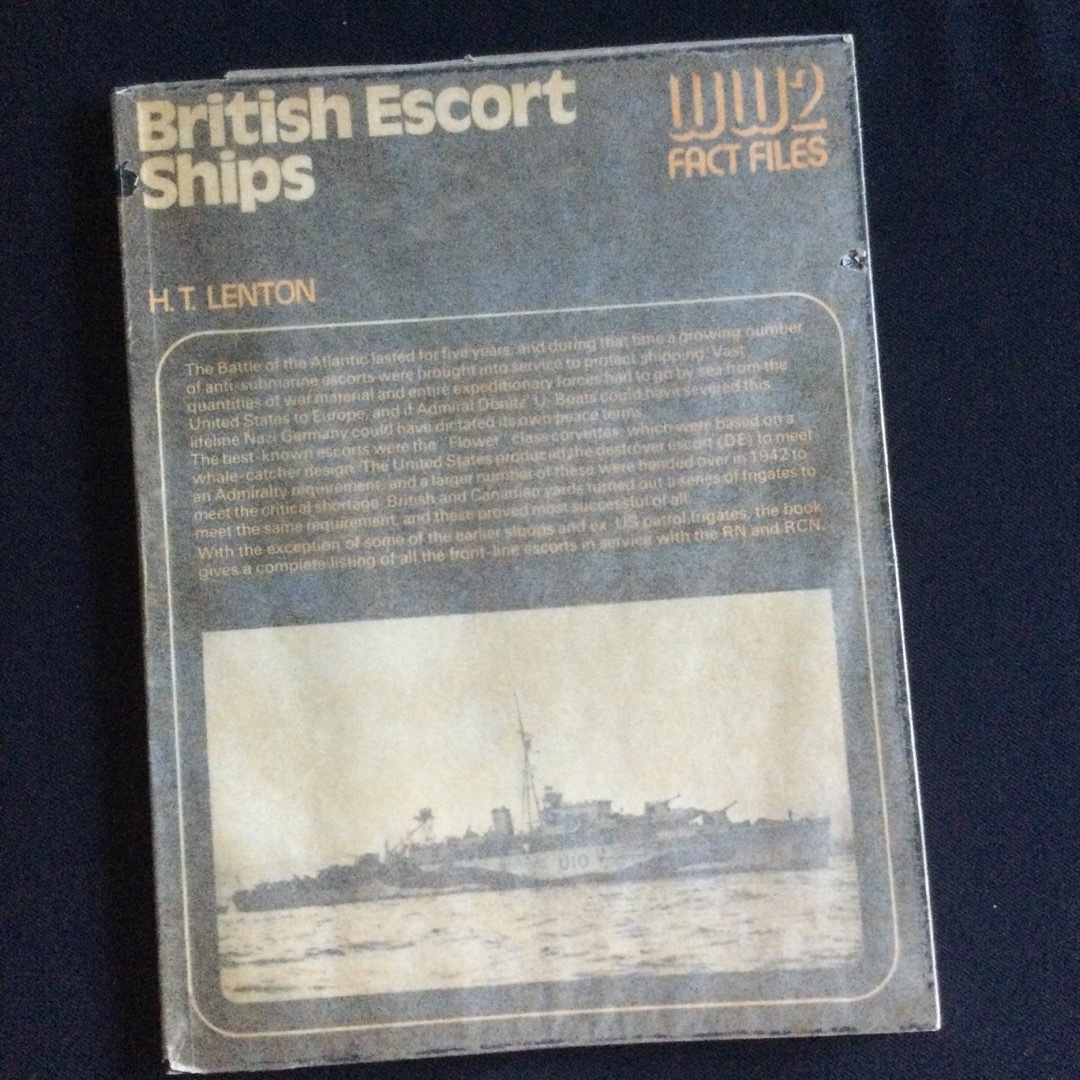 British Escort
Ships
WW2
FACT FILES
H. T. LENTON
The Battle of the Atlantic lasted for five years, and during that time a growing number
of anti-submarine escorts were brought into service to protect shipping. Vast
quantities of war material and entire expeditionary forces had to go by sea from the
United States to Europe, and if Admiral Dönitz' U-Boats could have severed this
lifeline Nazi Germany could have dictated its own peace terms.
The best-known escorts were the 'Flower' class corvettes, which were based on a
whale-catcher design. The United States produced the destroyer escort (DE) to meet
an Admiralty requirement, and a larger number of these were handed over in 1942 to
meet the critical shortage. British and Canadian yards turned out a series of frigates to
meet the same requirement, and these proved most successful of all.
With the exception of some of the earlier sloops and ex-US patrol frigates, the book
gives a complete listing of all the front-line escorts in service with the RN and RCN.
U10